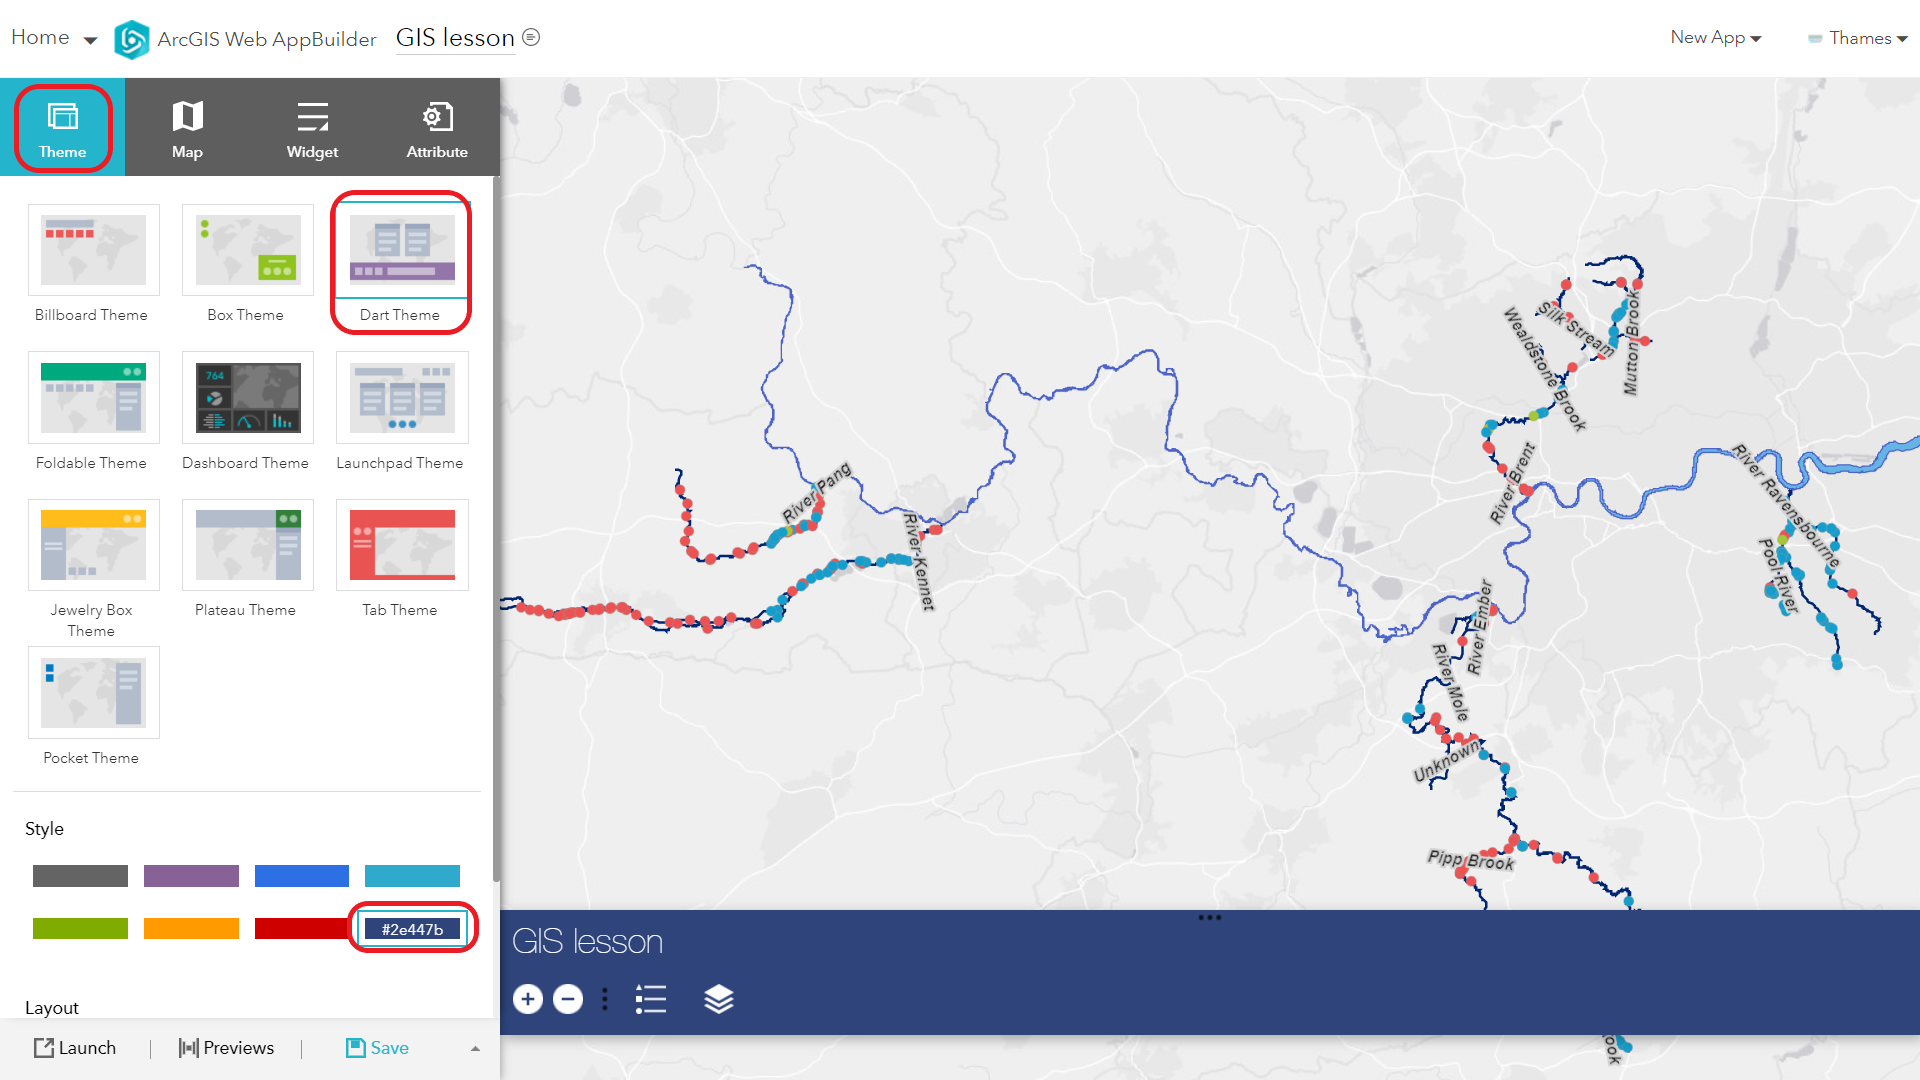 Home
ArcGIS Web AppBuilder
GIS lesson
New App
Thames
Theme
Map
Widget
Attribute
Billboard Theme
Box Theme
Dart Theme
764
Foldable Theme
Dashboard Theme
Launchpad Theme
Jewelry Box
Theme
Plateau Theme
Tab Theme
Pocket Theme
Style
#2e447b
Layout
Launch
Previews
Save
River Pang
River Kennet
Wealdstone Brook
Silk Stream
Mutton Brook
River Brent
River Ravensbourne
Pool River
River Ember
River Mole
Unknown
Pipp Brook
GIS lesson
ook